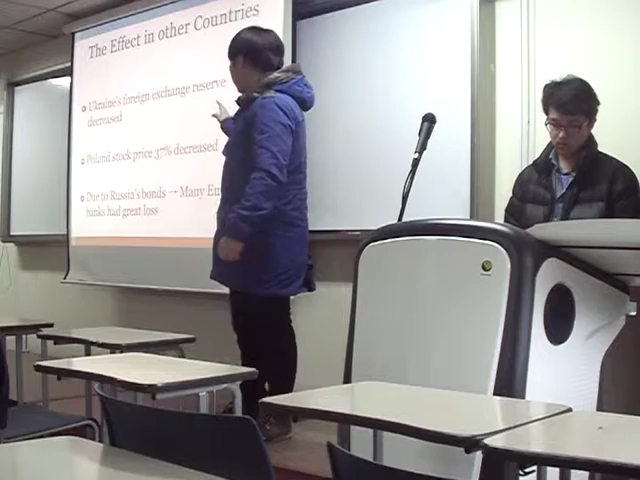 The Effect in other Countries
Ukraine's foreign exchange reserve
decreased
Poland stock price 37% decreased
Due to Russia's bonds → Many
banks had great loss